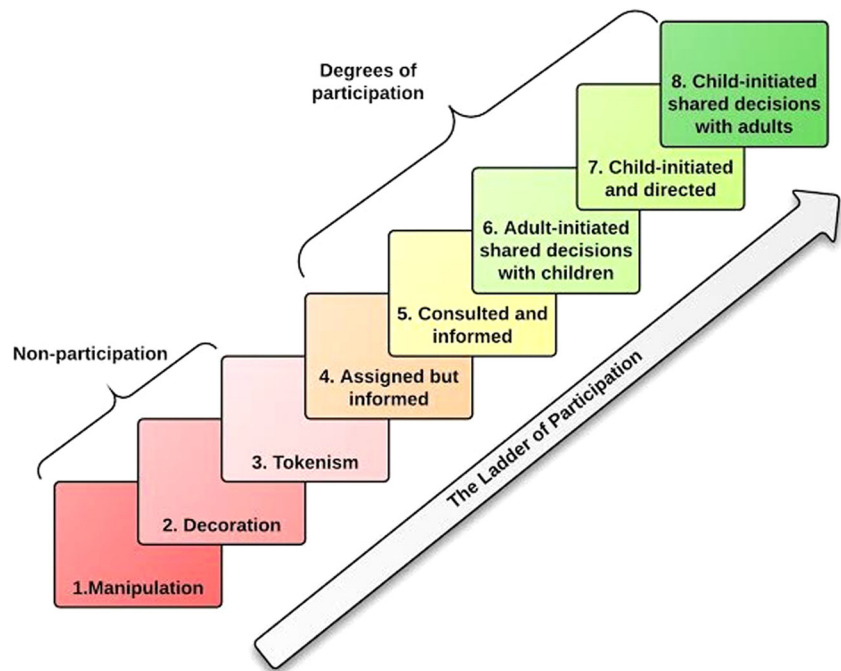 Degrees of
participation
8. Child-initiated
shared decisions
with adults
7. Child-initiated
and directed
6. Adult-initiated
shared decisions
with children
5. Consulted and
informed
Non-participation
4. Assigned but
informed
3. Tokenism
2. Decoration
1.Manipulation
The Ladder of Participation